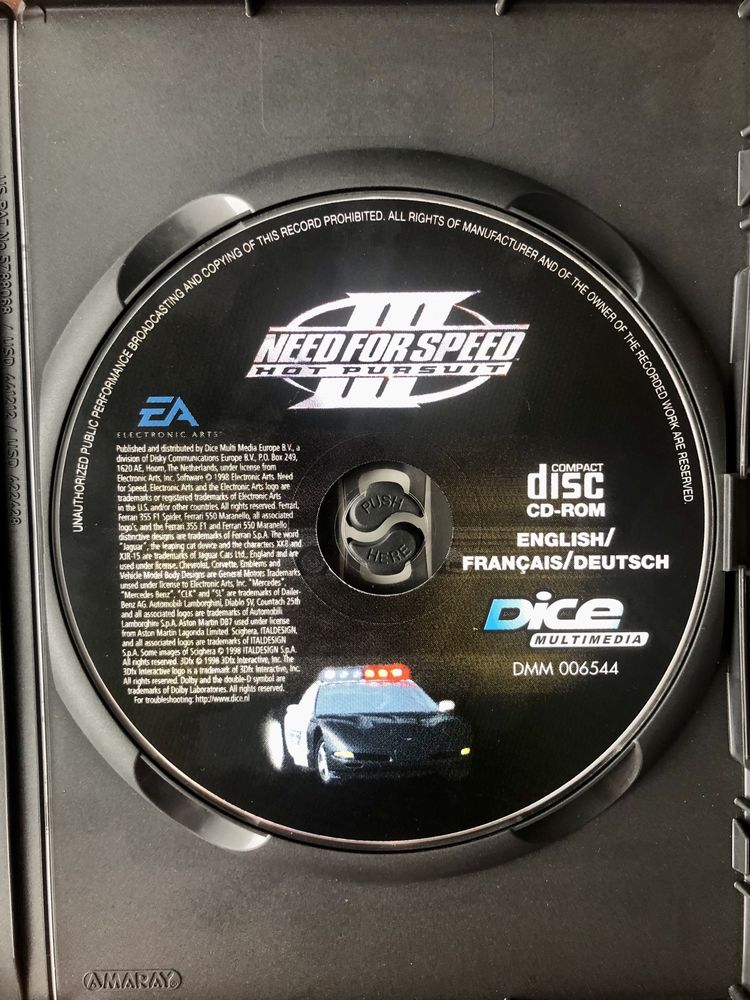 UNAUTHORIZED PUBLIC PERFORMANCE BROADCASTING AND COPYING OF THIS RECORD PROHIBITED. ALL RIGHTS OF MANUFACTURER AND OF THE OWNER OF THE RECORDED WORK ARE RESERVED.
III
NEED FOR SPEED
HOT PURSUIT
EA
ELECTRONIC ARTS™
Published and distributed by Dice Multi Media Europe B.V., a
division of Disky Communications Europe B.V., P.O. Box 249,
1620 AE, Hoorn, The Netherlands, under license from
Electronic Arts, Inc. Software © 1998 Electronic Arts. Need
for Speed, Electronic Arts and the Electronic Arts logo are
trademarks or registered trademarks of Electronic Arts
in the U.S. and/or other countries. All rights reserved. Ferrari,
Ferrari 355 F1 Spider, Ferrari 550 Maranello, all associated
logo's, and the Ferrari 355 F1 and Ferrari 550 Maranello
distinctive designs are trademarks of Ferrari S.p.A. The word
"Jaguar", the leaping cat device and the characters XK8 and
XJR-15 are trademarks of Jaguar Cars Ltd., England and are
used under license. Chevrolet, Corvette, Emblems and
Vehicle Model Body Designs are General Motors Trademarks
unsed under license to Electronic Arts, Inc. "Mercedes",
"Mercedes Benz", "CLK" and "SL" are trademarks of Dailer-
Benz AG. Automobili Lamborghini, Diablo SV, Countach 25th
and all associated logos are trademarks of Automobili
Lamborghine S.p.A. Aston Martin DB7 used under license
from Aston Martin Lagonda Limited. Scighera, ITALDESIGN,
and all associated logos are trademarks of ITALDESIGN
S.p.A. Some images of Scighera © 1998 ITALDESIGN S.p.A.
All rights reserved. 3Dfx © 1998 3Dfx Interactive, Inc. The
3Dfx Interactive logo is a trademark of 3Dfx Interactive, Inc.
All rights reserved. Dolby and the double-D symbol are
trademarks of Dolby Laboratories. All rights reserved.
For troubleshooting: http://www.dice.nl
PUSH
HERE
COMPACT
disc
CD-ROM
ENGLISH/
FRANÇAIS/DEUTSCH
Dice
MULTIMEDIA
DMM 006544
AMARAY